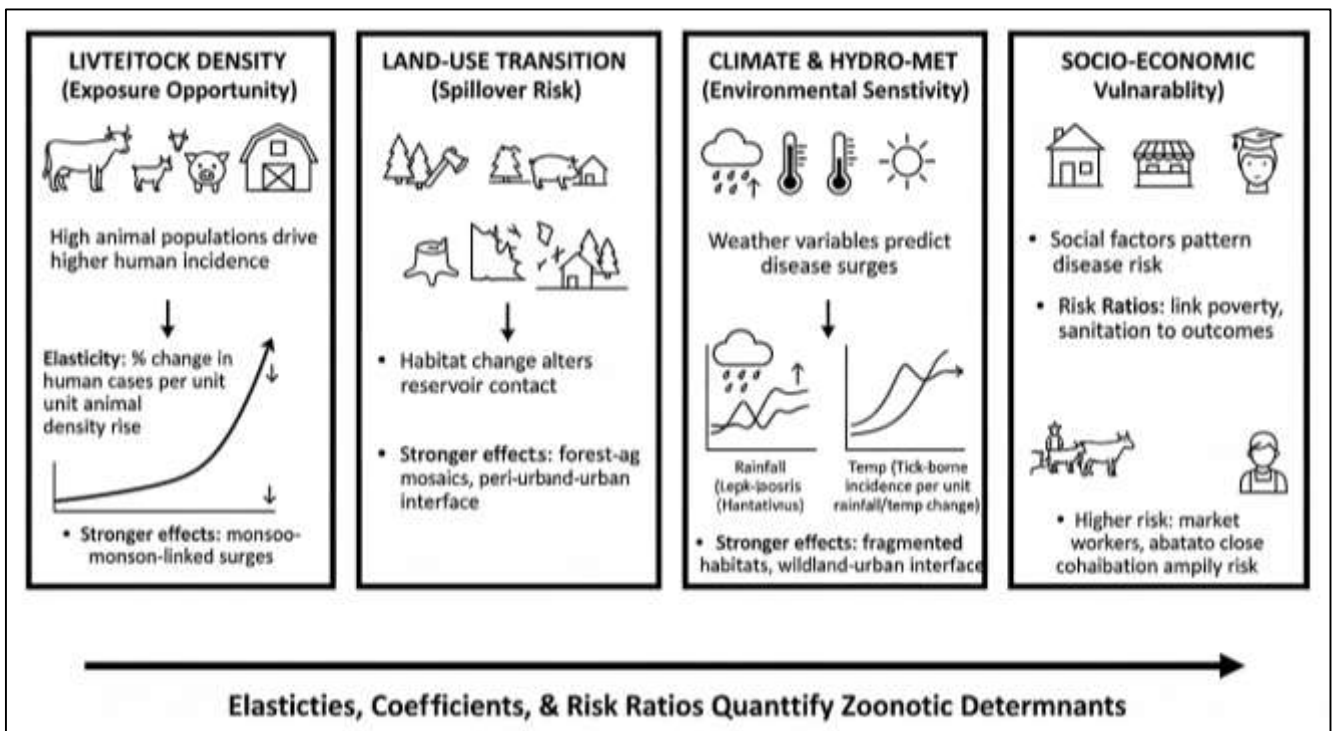 LIVTEITOCK DENSITY
(Exposure Opportunity)
High animal populations drive
higher human incidence
Elasticity: % change in
human cases per unit
unit animal
density rise
• Stronger effects: monsoo-
monson-linked surges
LAND-USE TRANSITION
(Spillover Risk)
• Habitat change alters
reservoir contact
• Stronger effects: forest-ag
mosaics, peri-urband-urban
interface
CLIMATE & HYDRO-MET
(Environmental Senstivity)
Weather variables predict
disease surges
Rainfall
(Lepk-loosris
(Hantativius)
Temp (Tick-borne
incidence per unit
rainfall/temp change)
• Stronger effects: fragmented
habitats, wildland-urban interface
SOCIO-ECONOMIC
Vulnarablity)
• Social factors pattern
disease risk
• Risk Ratios: link poverty,
sanitation to outcomes
• Higher risk: market
workers, abatato close
cohaibation ampily risk
Elasticties, Coefficients, & Risk Ratios Quanttify Zoonotic Determnants